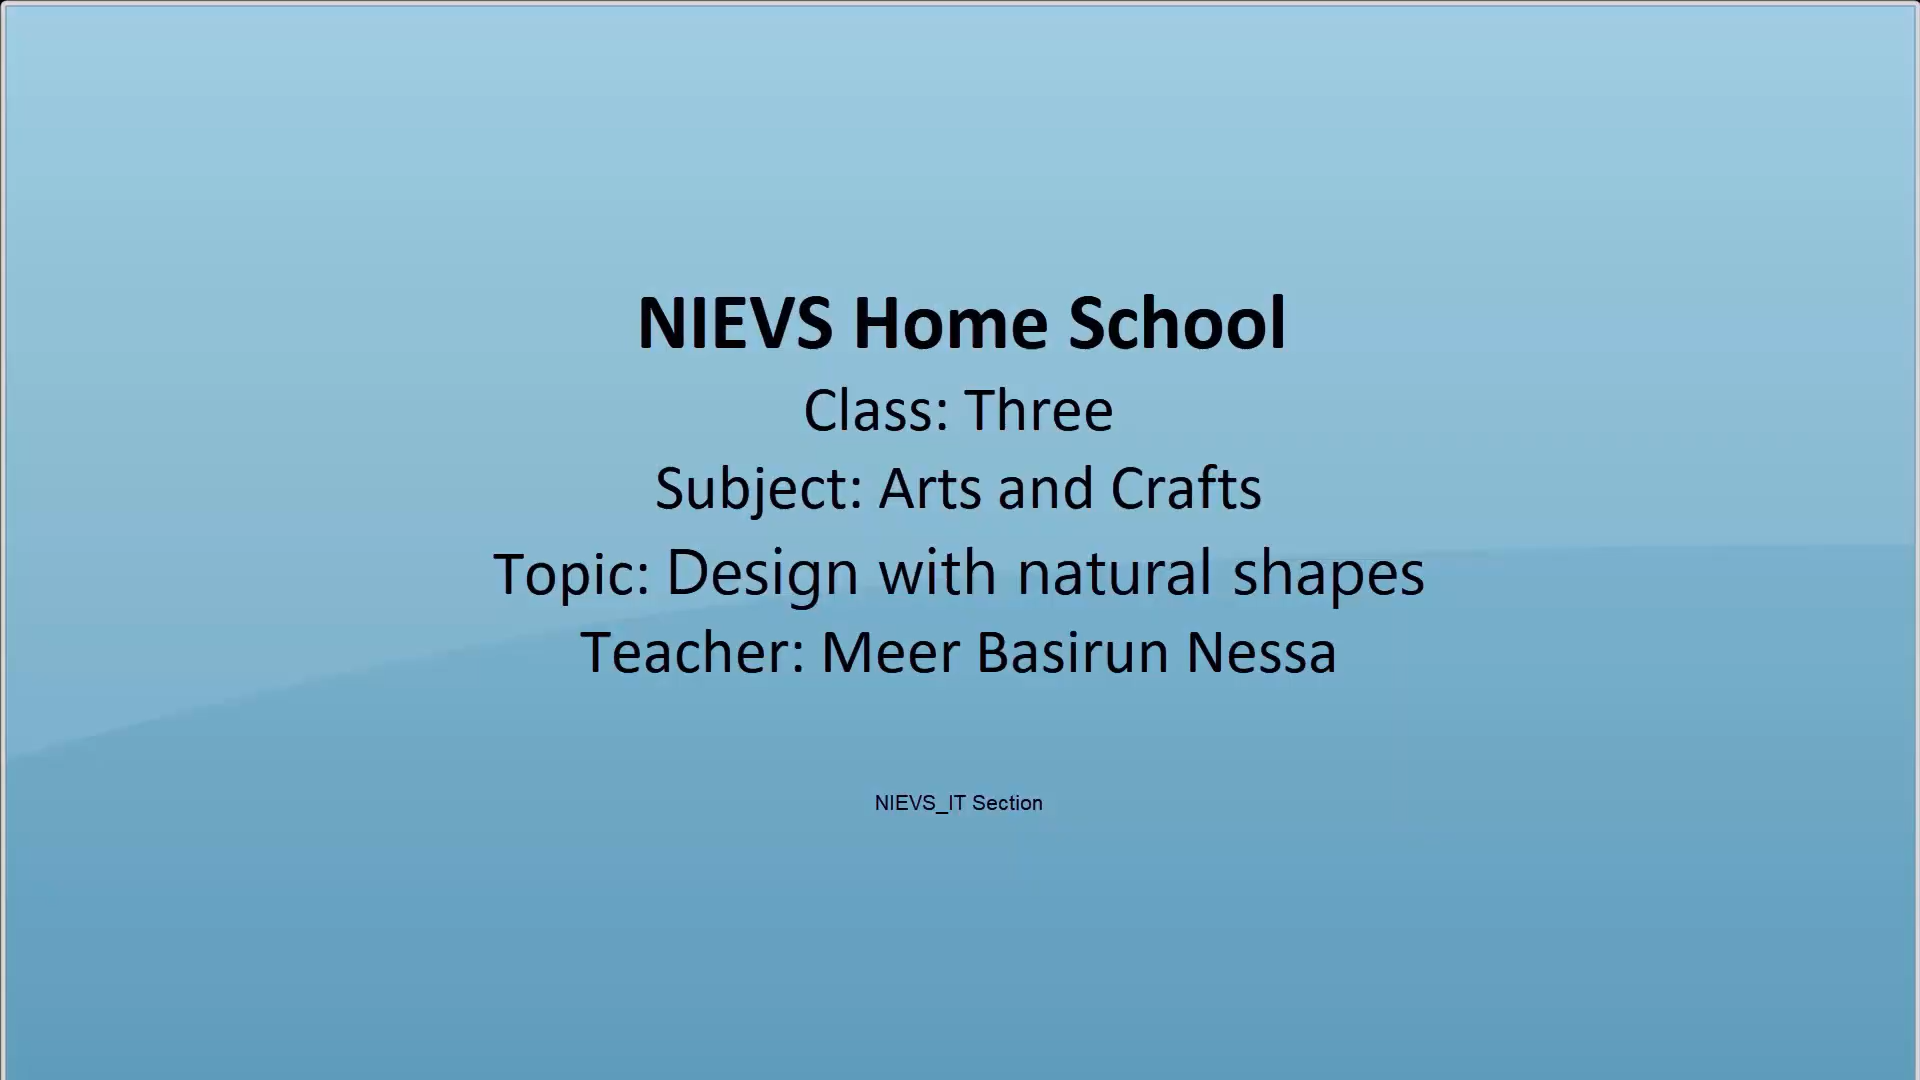 NIEVS Home School
Class: Three
Subject: Arts and Crafts
Topic: Design with natural shapes
Teacher: Meer Basirun Nessa
NIEVS_IT Section